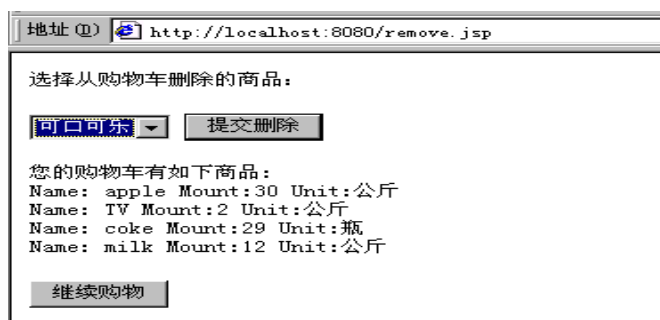 地址(D) http://localhost:8080/remove.jsp
选择从购物车删除的商品:
可口可乐 提交删除
您的购物车有如下商品:
Name: apple Mount:30 Unit:公斤
Name: TV Mount:2 Unit:公斤
Name: coke Mount:29 Unit:瓶
Name: milk Mount:12 Unit:公斤
继续购物